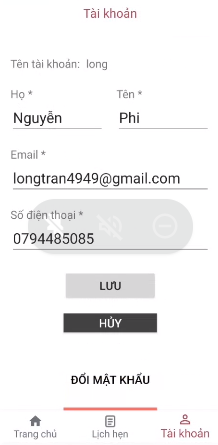 Tài khoản
Tên tài khoản: long
Họ * Tên *
Nguyễn Phi
Email *
longtran4949@gmail.com
Số điện thoại *
0794485085
LƯU
HỦY
ĐỔI MẬT KHẨU
Trang chủ Lịch hẹn Tài khoản